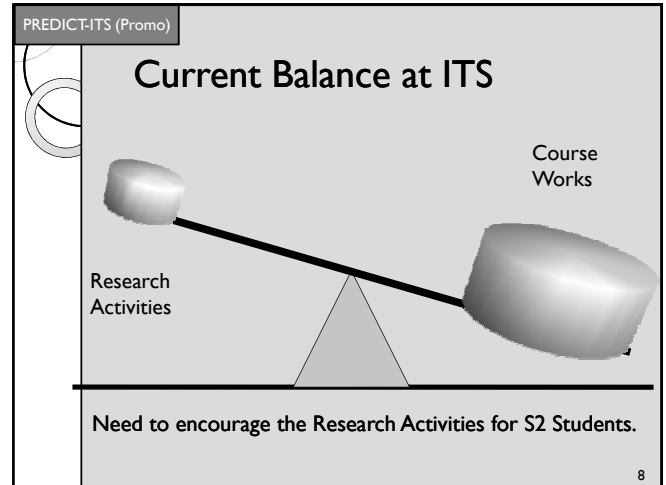 PREDICT-ITS (Promo)
Current Balance at ITS
Course
Works
Research
Activities
Need to encourage the Research Activities for S2 Students.
8